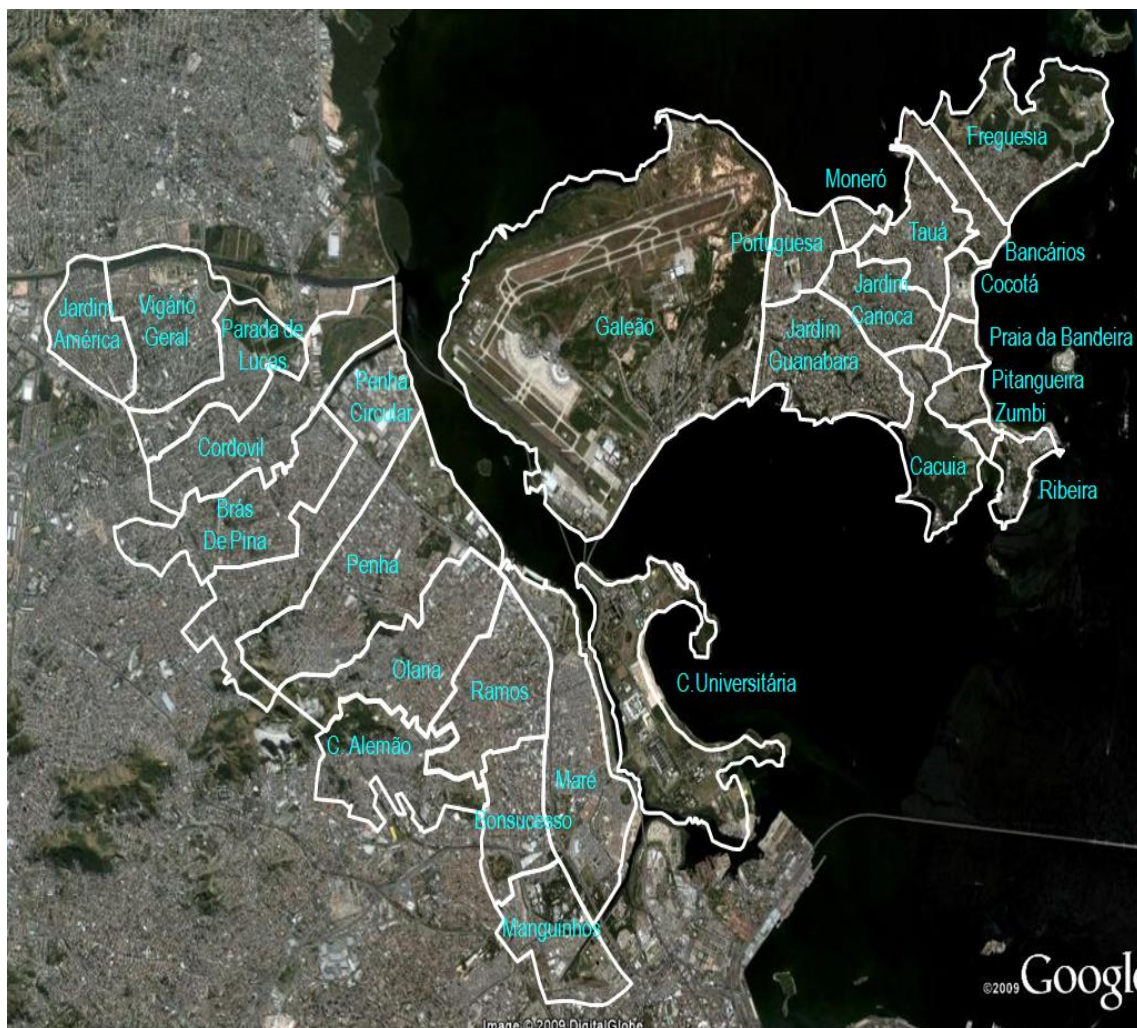 Freguesia
Moneró
Tauá
Portuguesa
Bancários
Jardim
Carioca
Cocotá
Jardim
América
Vigário
Geral
Parada de
Lucas
Galeão
Jardim
Guanabara
Praia da Bandeira
Penha
Circular
Pitangueira
Zumbi
Cordovil
Cacuia
Ribeira
Brás
De Pina
Penha
Olaria
Ramos
C.Universitária
C. Alemão
Maré
Bonsucesso
Manguinhos
©2009 Google
Image © 2009 DigitalGlobe